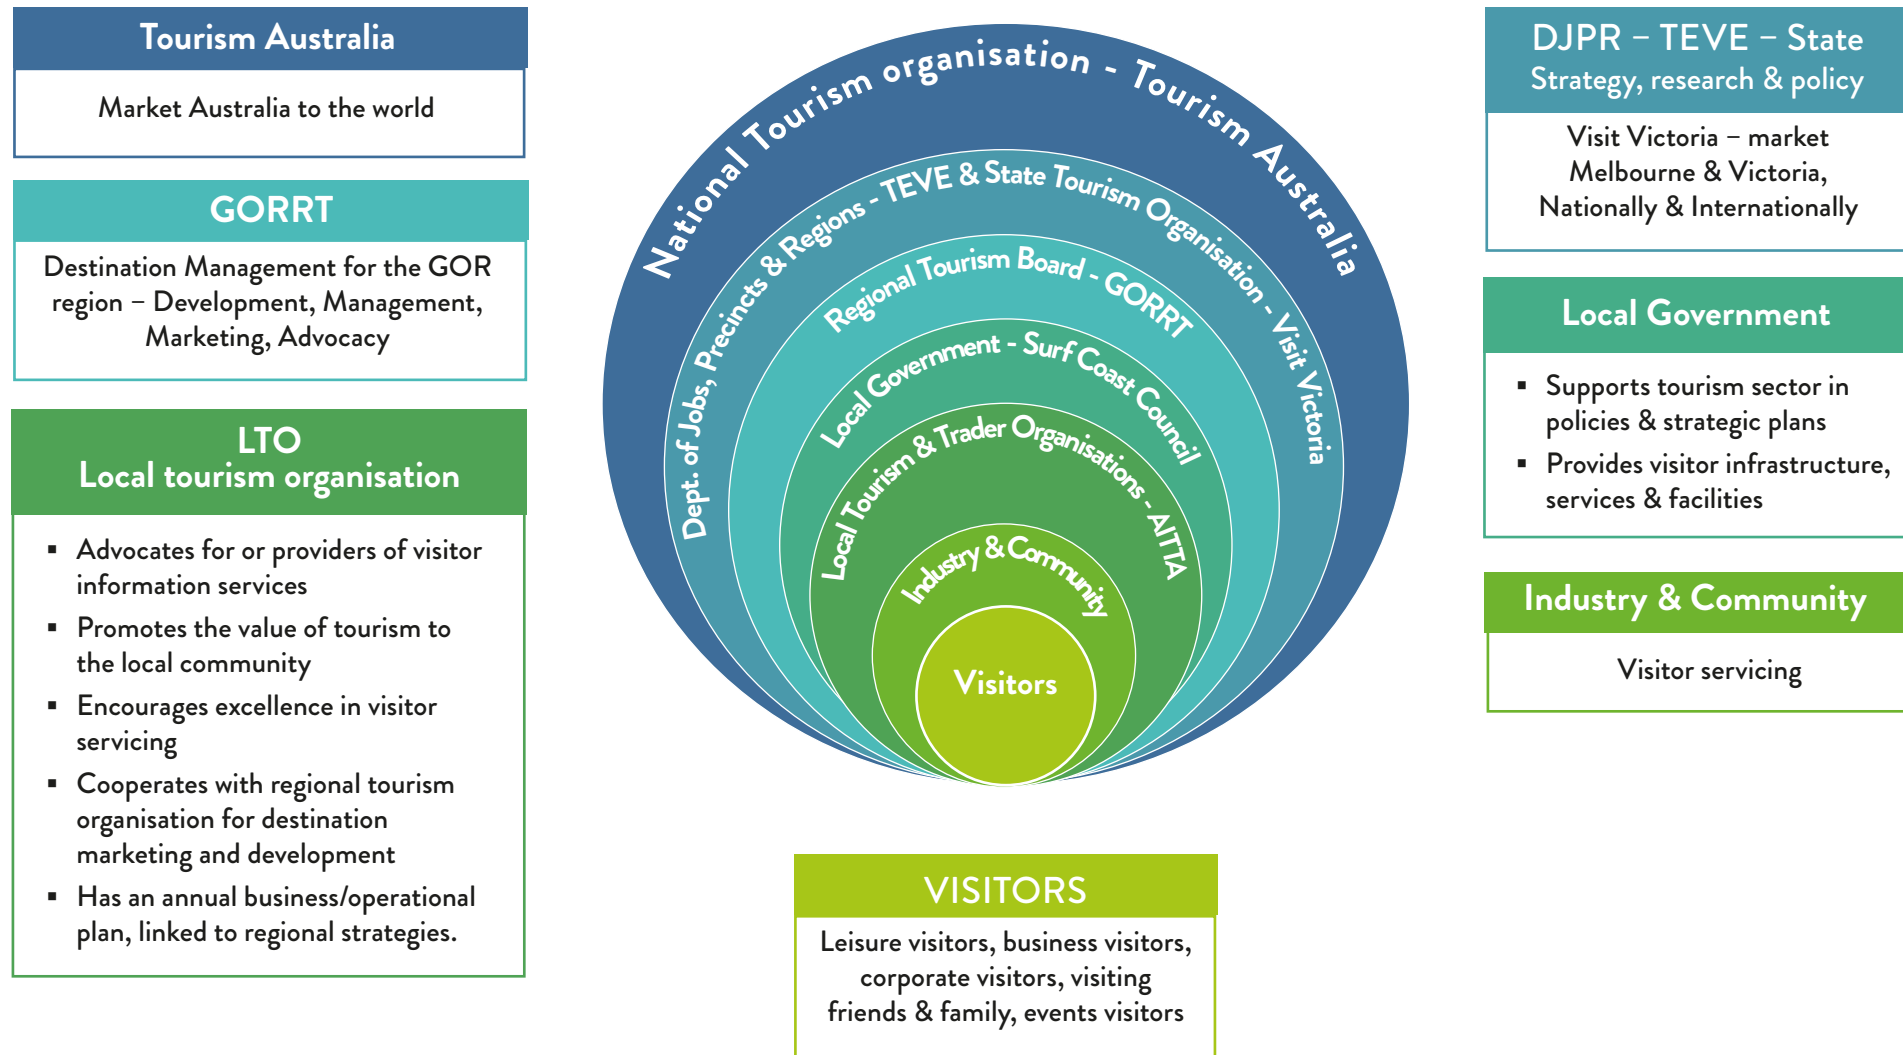 Tourism Australia
Market Australia to the world
GORRT
Destination Management for the GOR
region – Development, Management,
Marketing, Advocacy
LTO
Local tourism organisation
▪ Advocates for or providers of visitor
information services
▪ Promotes the value of tourism to
the local community
▪ Encourages excellence in visitor
servicing
▪ Cooperates with regional tourism
organisation for destination
marketing and development
▪ Has an annual business/operational
plan, linked to regional strategies.
National Tourism organisation - Tourism Australia
Dept. of Jobs, Precincts & Regions - TEVE & State Tourism Organisation - Visit Victoria
Regional Tourism Board - GORRT
Local Government - Surf Coast Council
Local Tourism & Trader Organisations - AITTA
Industry & Community
Visitors
VISITORS
Leisure visitors, business visitors,
corporate visitors, visiting
friends & family, events visitors
DJPR – TEVE – State
Strategy, research & policy
Visit Victoria – market
Melbourne & Victoria,
Nationally & Internationally
Local Government
▪ Supports tourism sector in
policies & strategic plans
▪ Provides visitor infrastructure,
services & facilities
Industry & Community
Visitor servicing